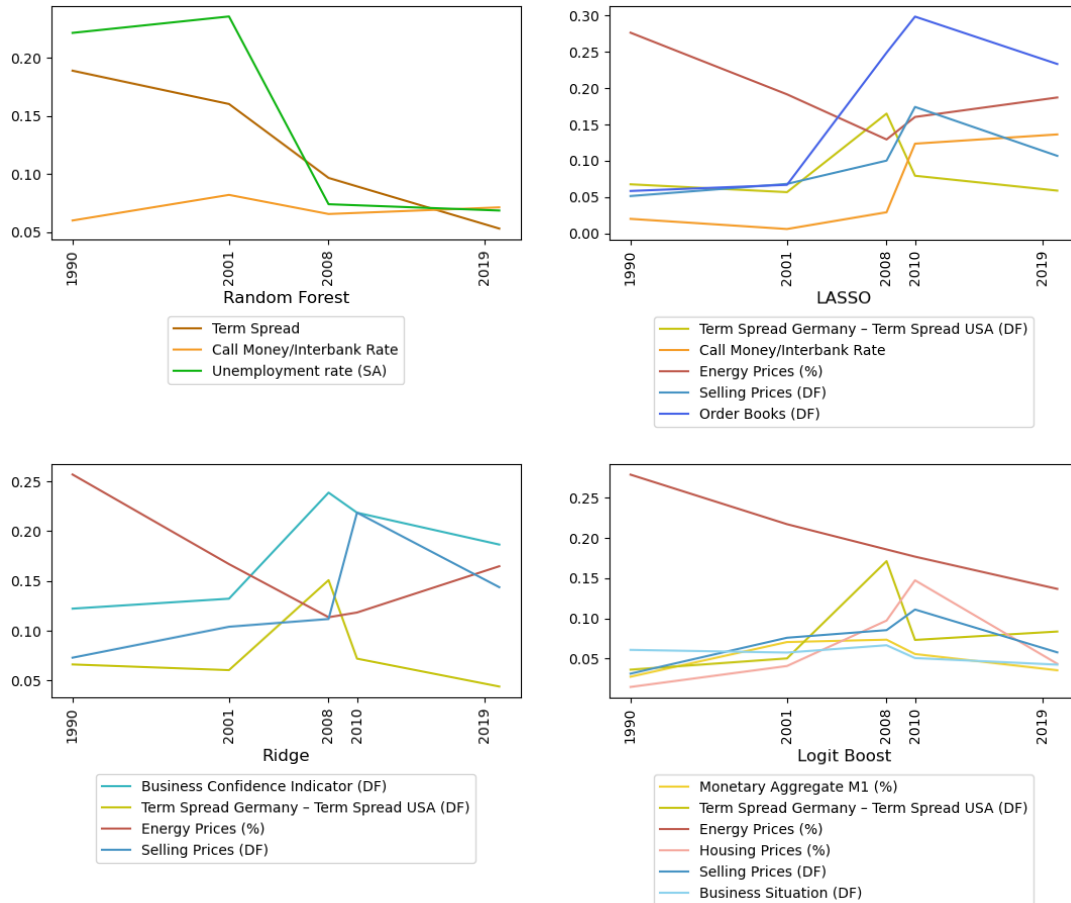 0.20
0.15
0.10
0.05
1990
2001
2008
2019
Random Forest
Term Spread
Call Money/Interbank Rate
Unemployment rate (SA)
0.30
0.25
0.20
0.15
0.10
0.05
0.00
1990
2001
2008
2010
2019
LASSO
Term Spread Germany – Term Spread USA (DF)
Call Money/Interbank Rate
Energy Prices (%)
Selling Prices (DF)
Order Books (DF)
0.25
0.20
0.15
0.10
0.05
1990
2001
2008
2010
2019
Ridge
Business Confidence Indicator (DF)
Term Spread Germany – Term Spread USA (DF)
Energy Prices (%)
Selling Prices (DF)
0.25
0.20
0.15
0.10
0.05
1990
2001
2008
2010
2019
Logit Boost
Monetary Aggregate M1 (%)
Term Spread Germany – Term Spread USA (DF)
Energy Prices (%)
Housing Prices (%)
Selling Prices (DF)
Business Situation (DF)